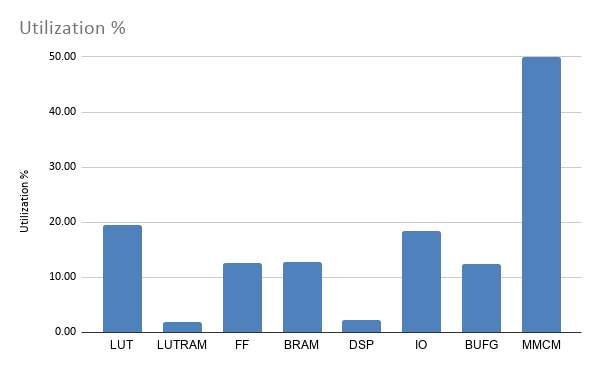 Utilization %
50.00
40.00
30.00
20.00
10.00
0.00
Utilization %
LUT LUTRAM FF BRAM DSP IO BUFG MMCM